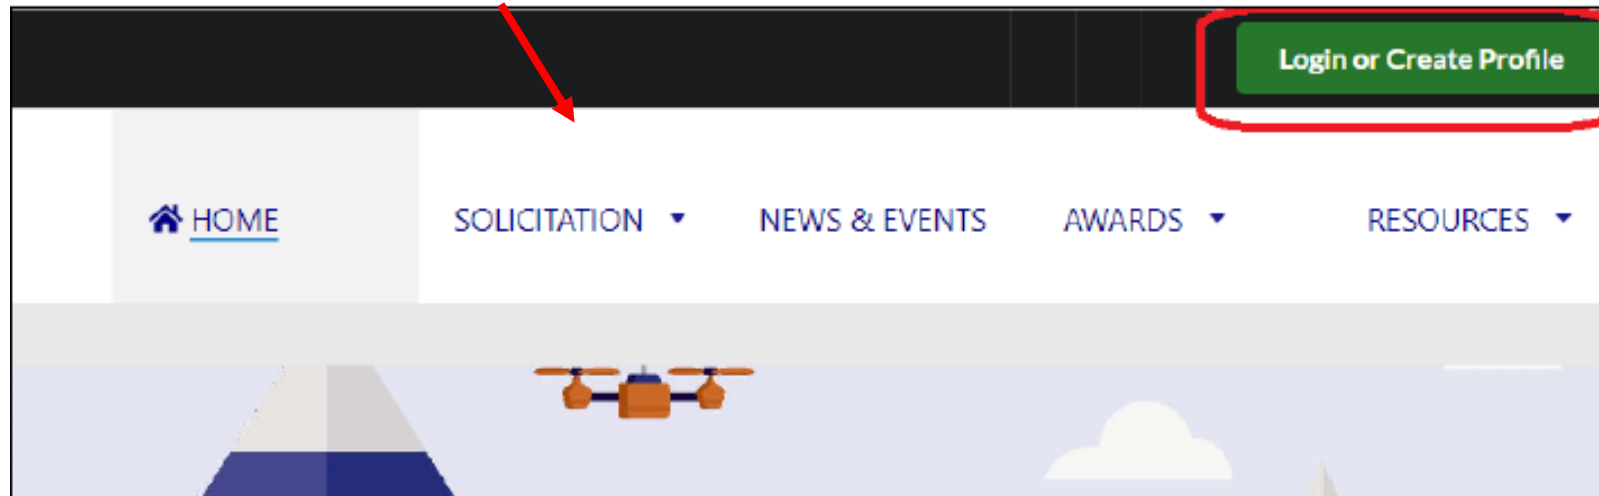 Login or Create Profile
HOME SOLICITATION NEWS & EVENTS AWARDS RESOURCES